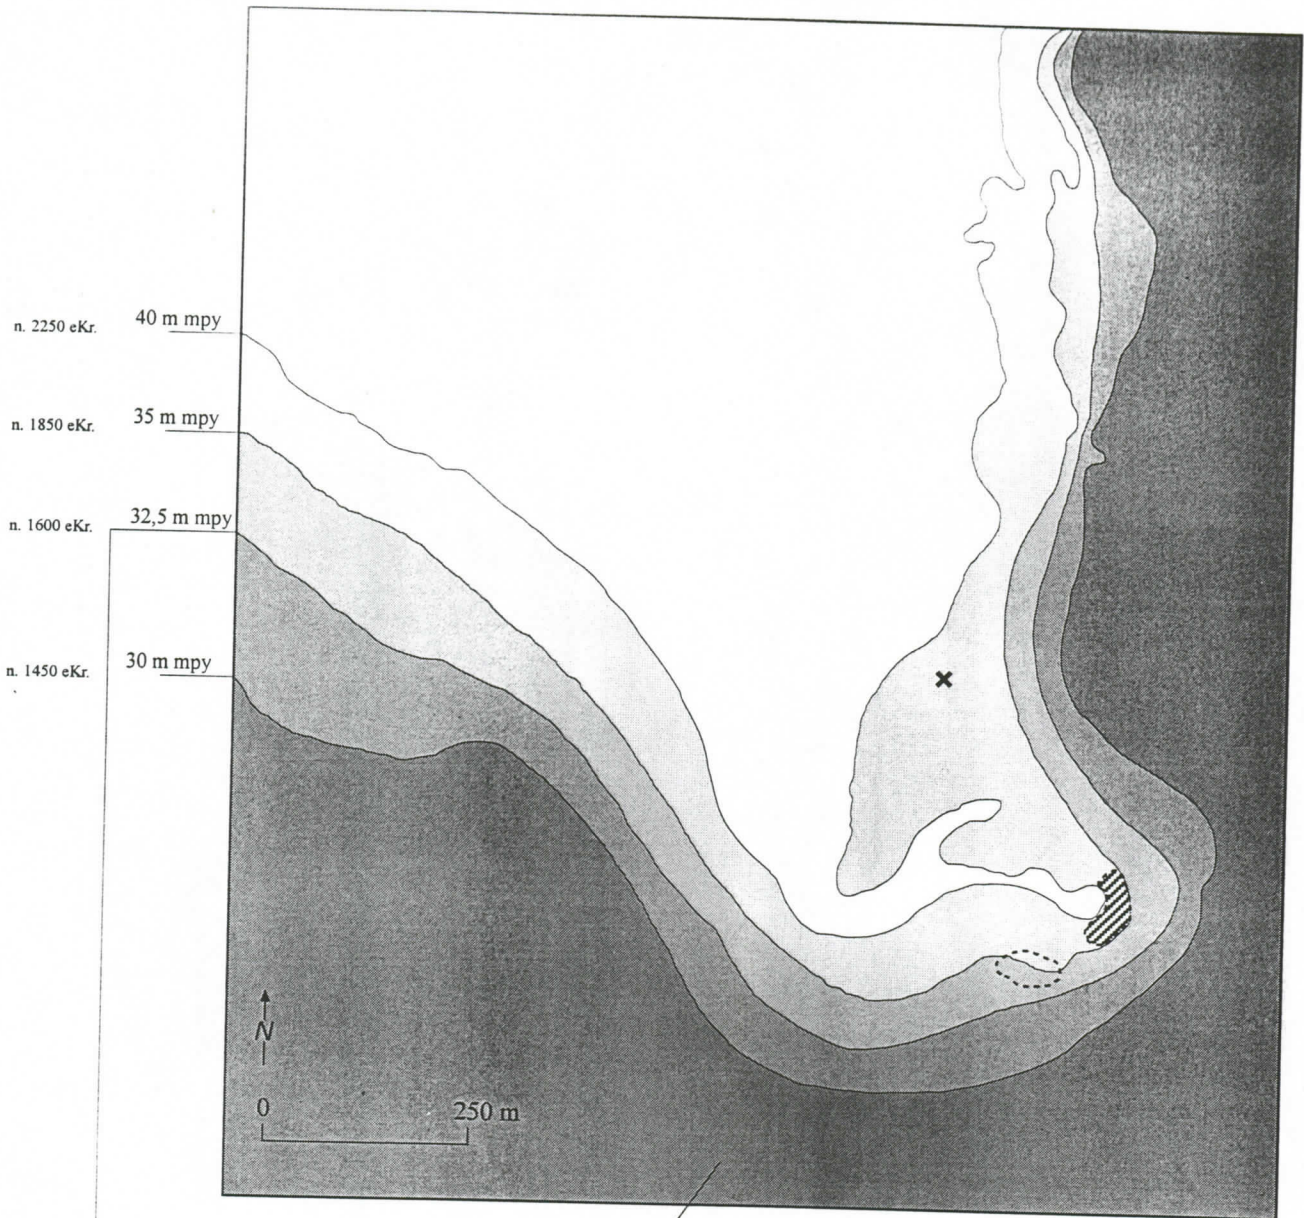 n. 2250 eKr. 40 m mpy
n. 1850 eKr. 35 m mpy
n. 1600 eKr. 32,5 m mpy
n. 1450 eKr. 30 m mpy
N
0 250 m